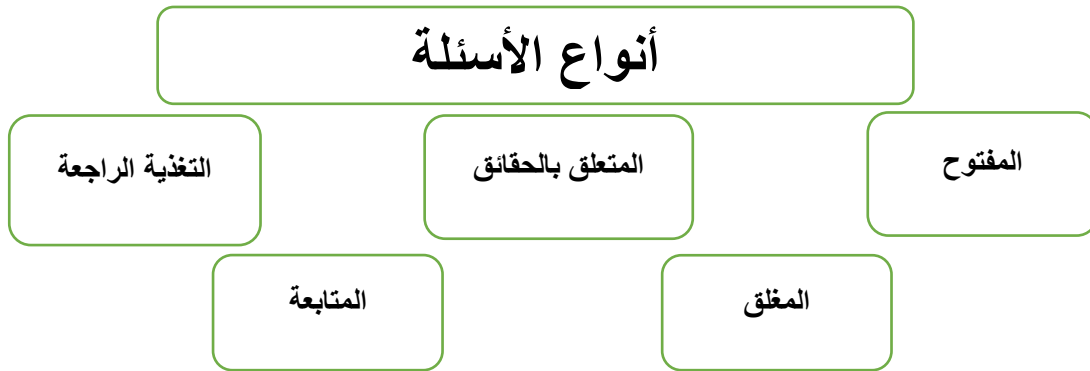 أنواع الأسئلة
المفتوح
المتعلق بالحقائق
التغذية الراجعة
المغلق
المتابعة